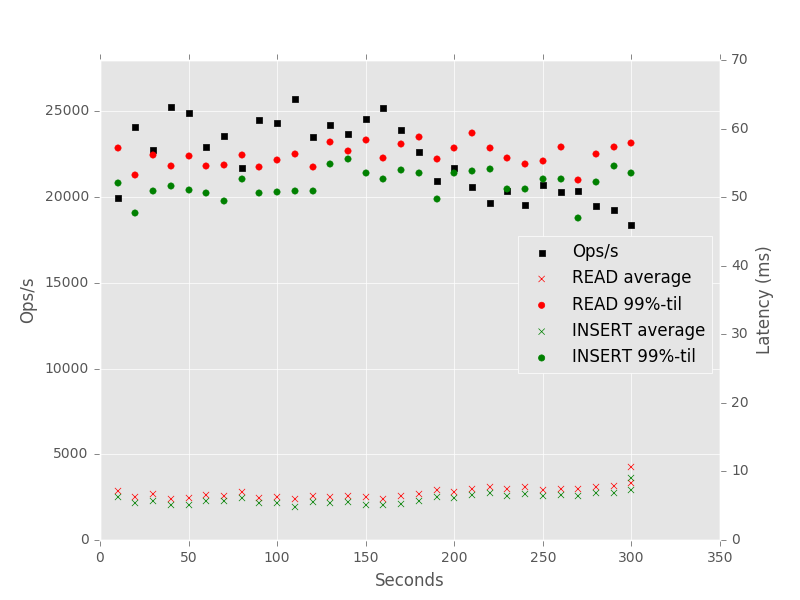 70
25000
60
20000
50
Ops/s
READ average
READ 99%-til
INSERT average
INSERT 99%-til
15000
40
Ops/s
Latency (ms)
30
10000
20
5000
10
0
0
0
50
100
150
200
250
300
350
Seconds